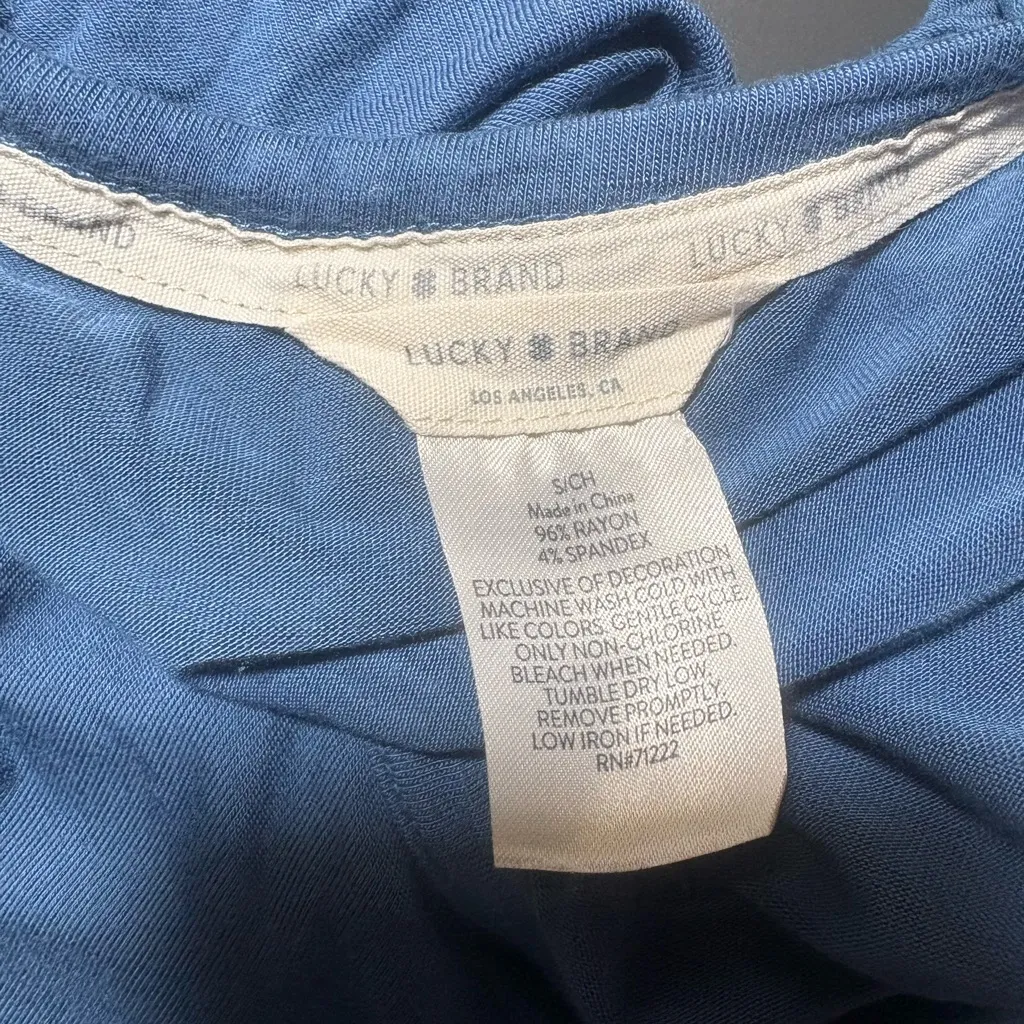 BRAND
LUCKY BRAND
LUCKY BRAND
LUCKY BRAND
LOS ANGELES, CA
S/CH
Made in China
96% RAYON
4% SPANDEX
EXCLUSIVE OF DECORATION
MACHINE WASH COLD WITH
LIKE COLORS. GENTLE CYCLE.
ONLY NON-CHLORINE
BLEACH WHEN NEEDED.
TUMBLE DRY LOW.
REMOVE PROMPTLY.
LOW IRON IF NEEDED.
RN#71222